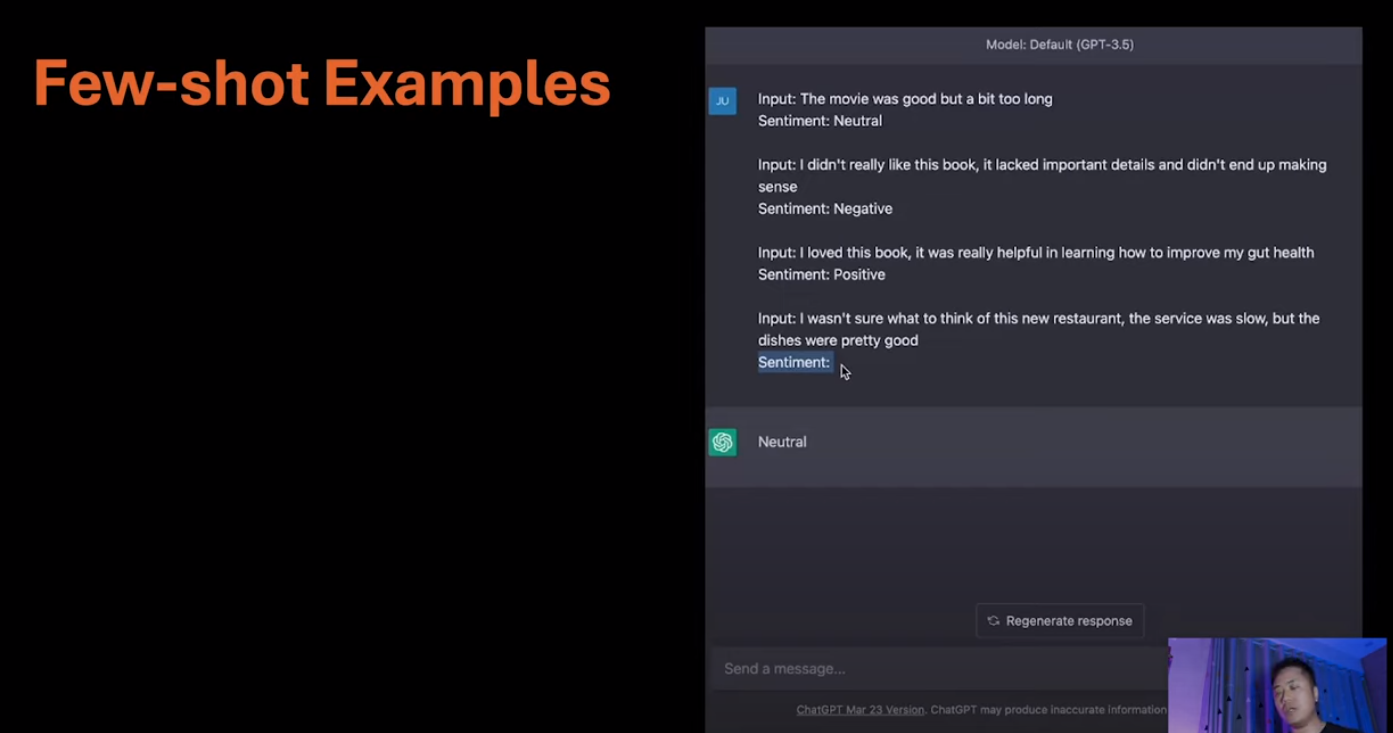 Few-shot Examples
Model: Default (GPT-3.5)
JU
Input: The movie was good but a bit too long
Sentiment: Neutral
Input: I didn't really like this book, it lacked important details and didn't end up making
sense
Sentiment: Negative
Input: I loved this book, it was really helpful in learning how to improve my gut health
Sentiment: Positive
Input: I wasn't sure what to think of this new restaurant, the service was slow, but the
dishes were pretty good
Sentiment:
Neutral
Regenerate response
Send a message...
ChatGPT Mar 23 Version. ChatGPT may produce inaccurate information